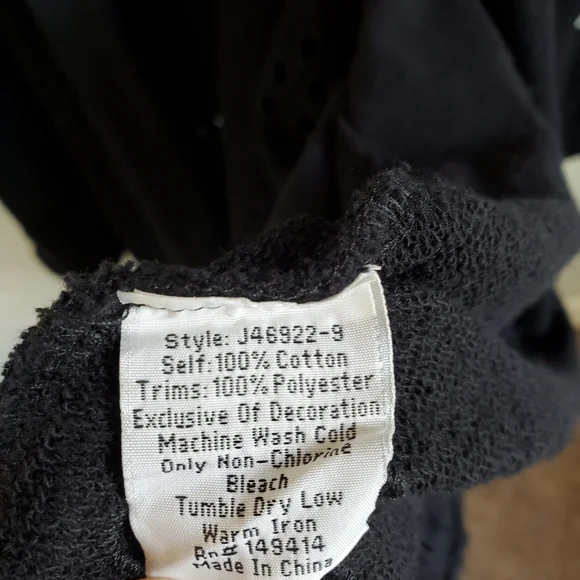 Style: J46922-9
Self:100% Cotton
Trims:100% Polyester
Exclusive Of Decoration
Machine Wash Cold
Only Non-Chlorine
Bleach
Tumble Dry Low
Warm Iron
Rn# 149414
Made In China